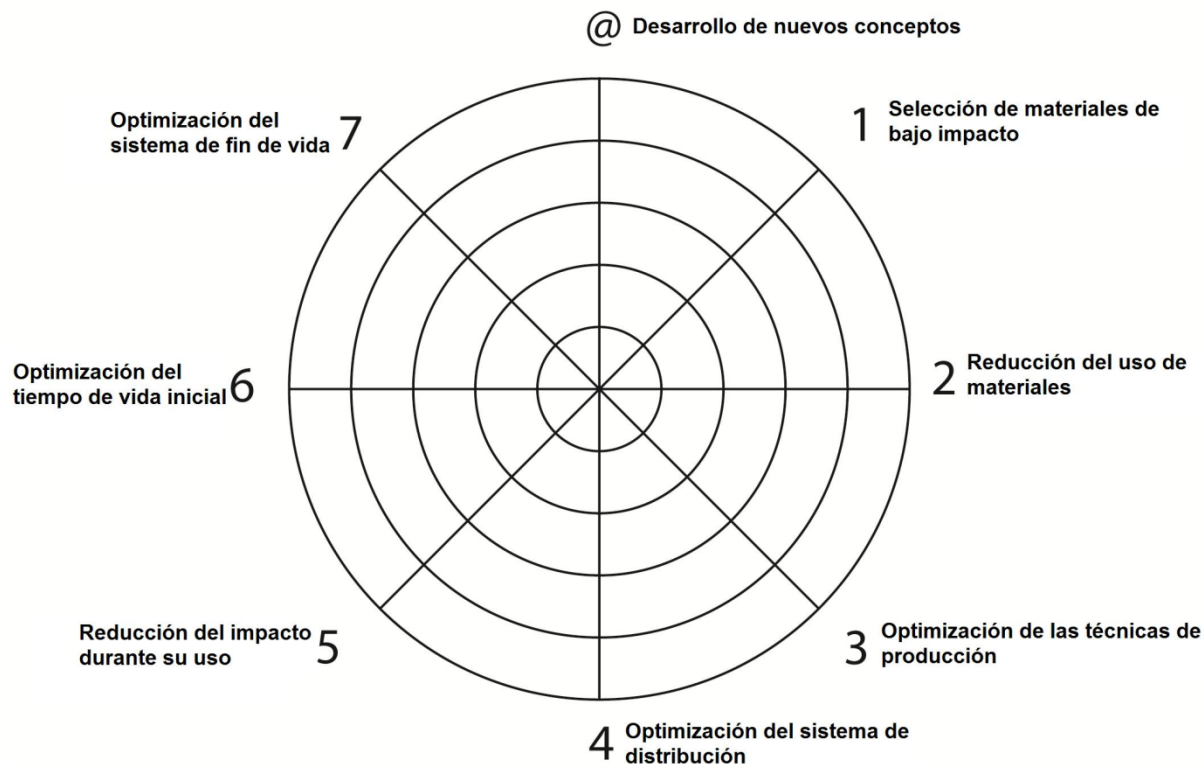 @ Desarrollo de nuevos conceptos
1 Selección de materiales de
bajo impacto
2 Reducción del uso de
materiales
3 Optimización de las técnicas de
producción
4 Optimización del sistema de
distribución
5 Reducción del impacto
durante su uso
6 Optimización del
tiempo de vida inicial
7 Optimización del
sistema de fin de vida